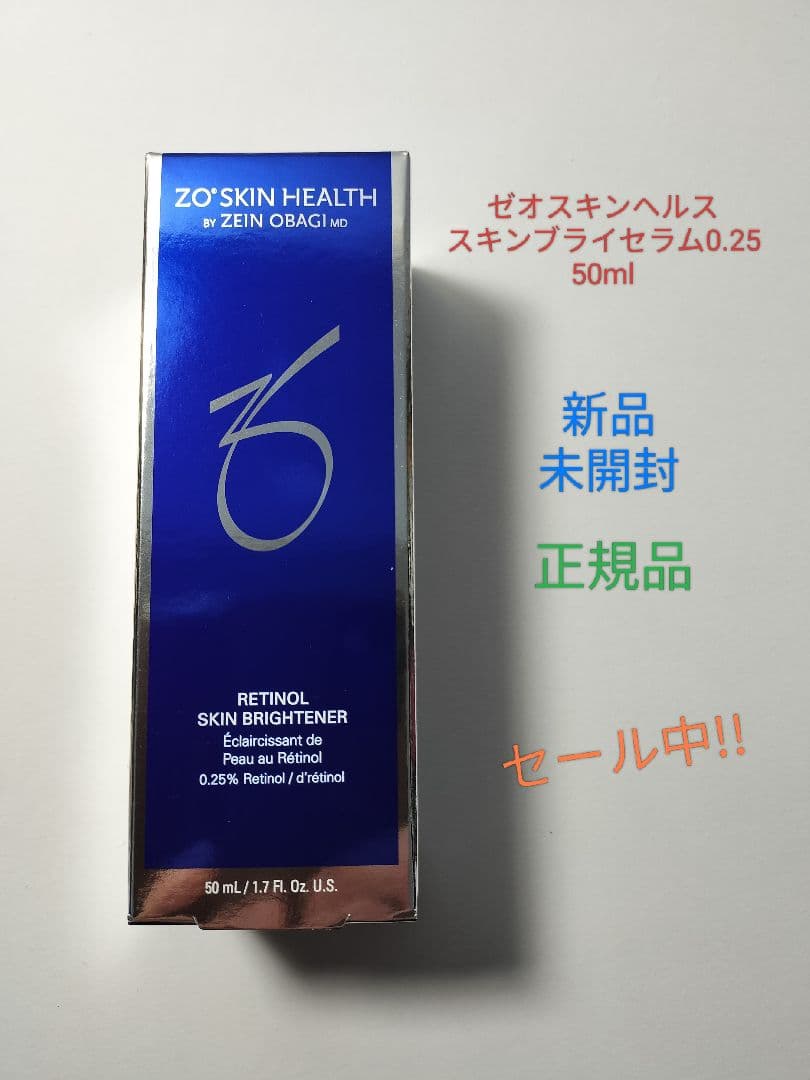 ZO® SKIN HEALTH
BY ZEIN OBAGI MD
RETINOL
SKIN BRIGHTENER
Éclaircissant de
Peau au Rétinol
0.25% Retinol / d'rétinol
50 mL / 1.7 Fl. Oz. U.S.
ゼオスキンヘルス
スキンブライセラム0.25
50ml
新品
未開封
正規品
セール中!!